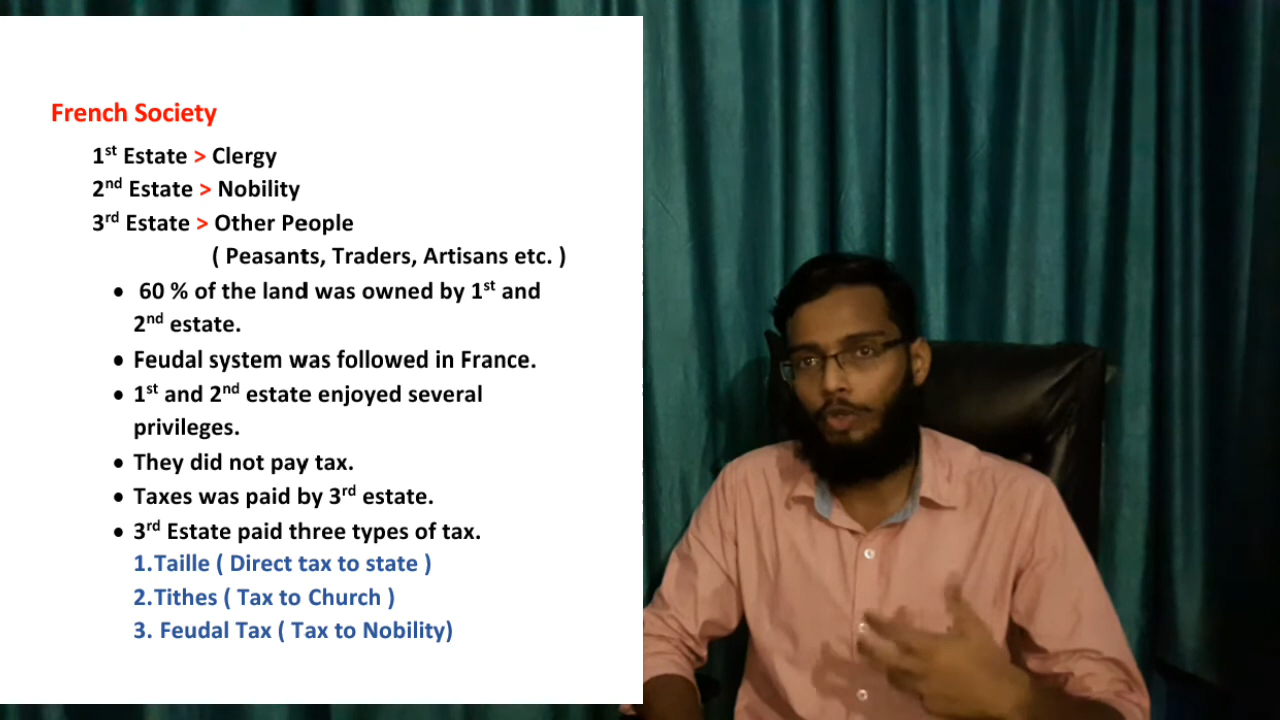 French Society
1st Estate > Clergy
2nd Estate > Nobility
3rd Estate > Other People
( Peasants, Traders, Artisans etc. )
• 60 % of the land was owned by 1st and
2nd estate.
• Feudal system was followed in France.
• 1st and 2nd estate enjoyed several
privileges.
• They did not pay tax.
• Taxes was paid by 3rd estate.
• 3rd Estate paid three types of tax.
1.Taille ( Direct tax to state )
2.Tithes ( Tax to Church )
3. Feudal Tax ( Tax to Nobility)